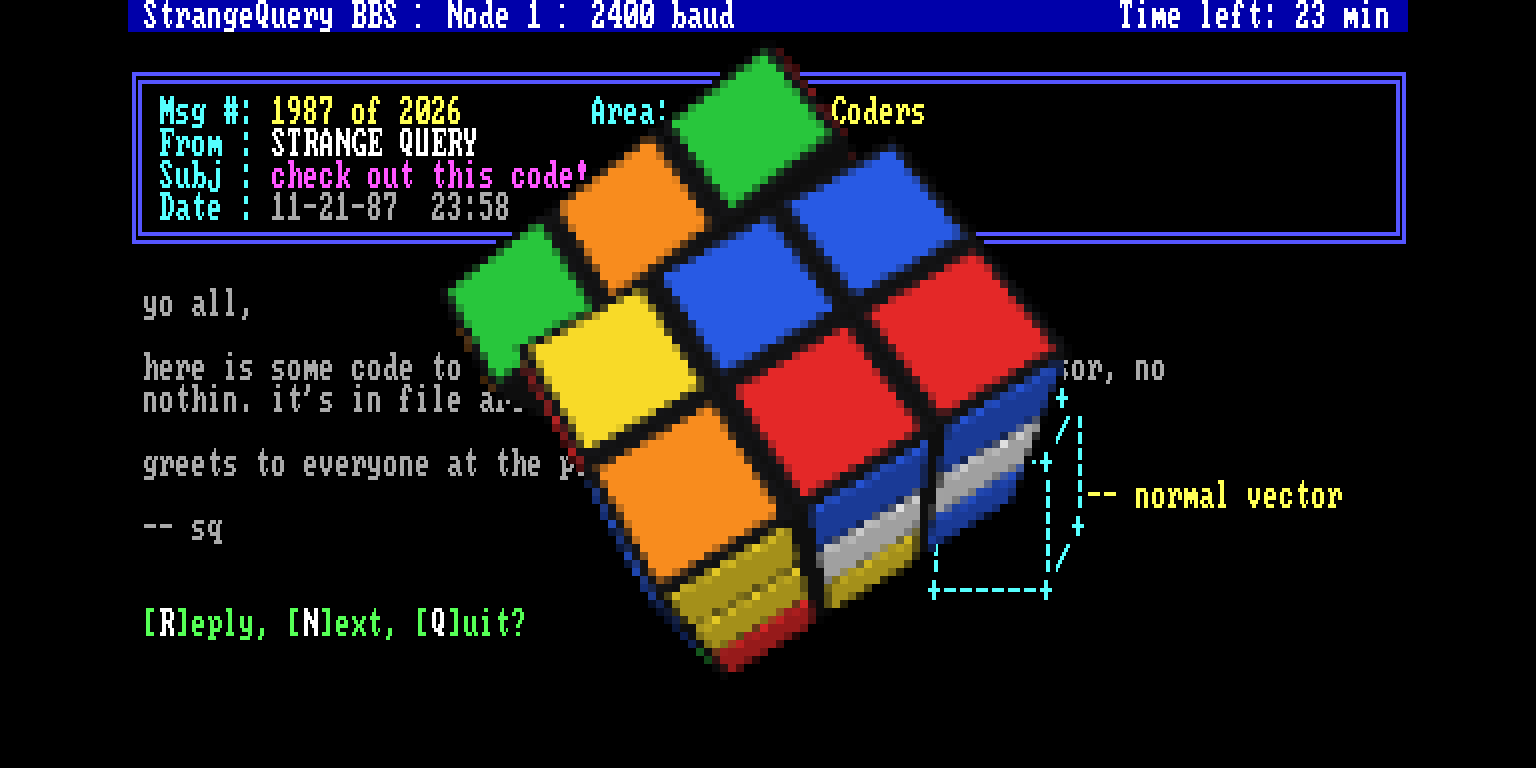 StrangeQuery BBS : Node 1 : 2400 baud Time left: 23 min
Msg #: 1987 of 2026 Area: Coders
From : STRANGE QUERY
Subj : check out this code!
Date : 11-21-87 23:58
yo all,
here is some code to no
nothin. it's in file
greets to everyone at the
-- normal vector
-- sq
[R]eply, [N]ext, [Q]uit?